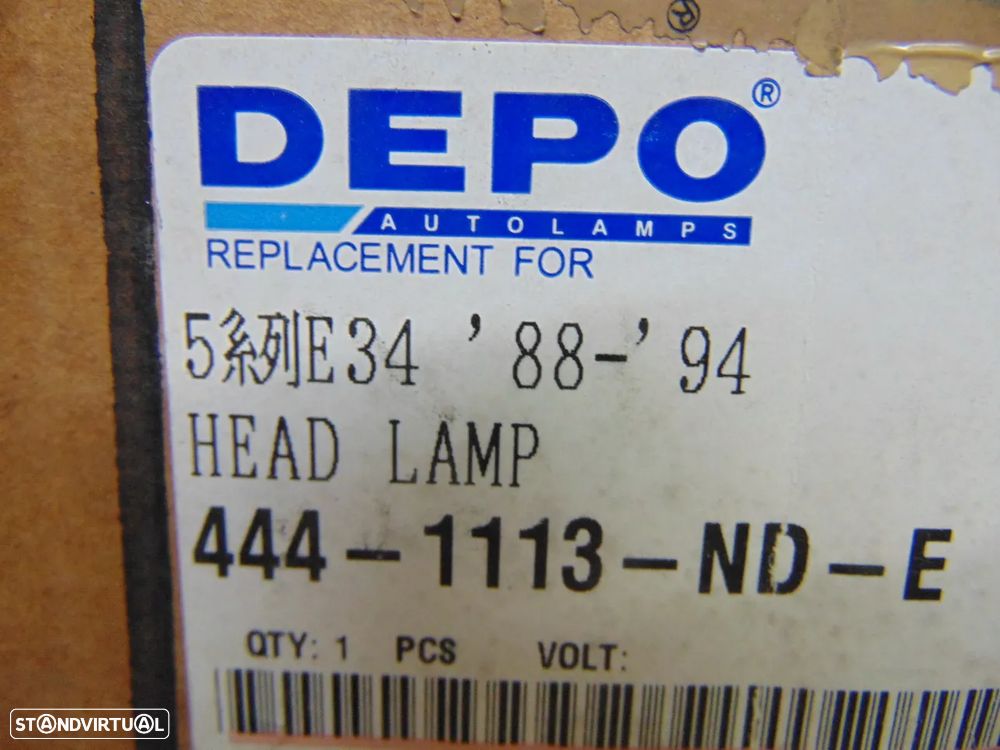 ®
DEPO®
AUTOLAMPS
REPLACEMENT FOR
5系列E34 '88-'94
HEAD LAMP
444-1113-ND-E
QTY: 1 PCS VOLT:
STANDVIRTUAL